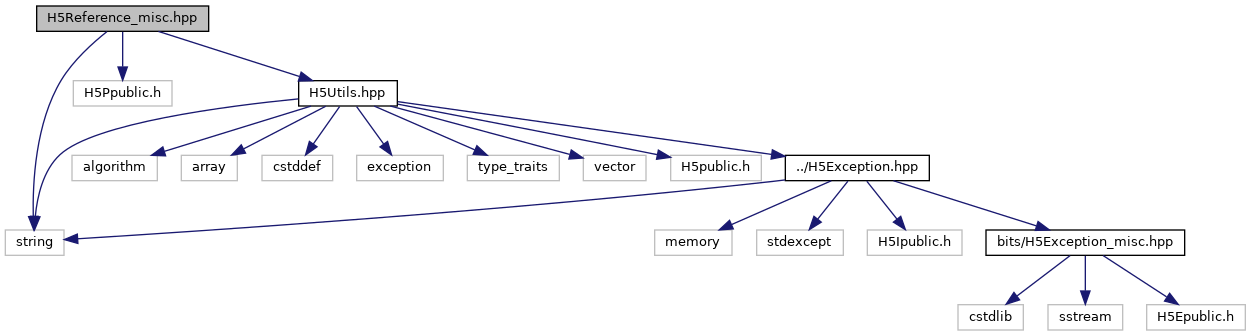 H5Reference_misc.hpp
H5Ppublic.h
H5Utils.hpp
algorithm
array
cstddef
exception
type_traits
vector
H5public.h
../H5Exception.hpp
string
memory
stdexcept
H5Ipublic.h
bits/H5Exception_misc.hpp
cstdlib
sstream
H5Epublic.h